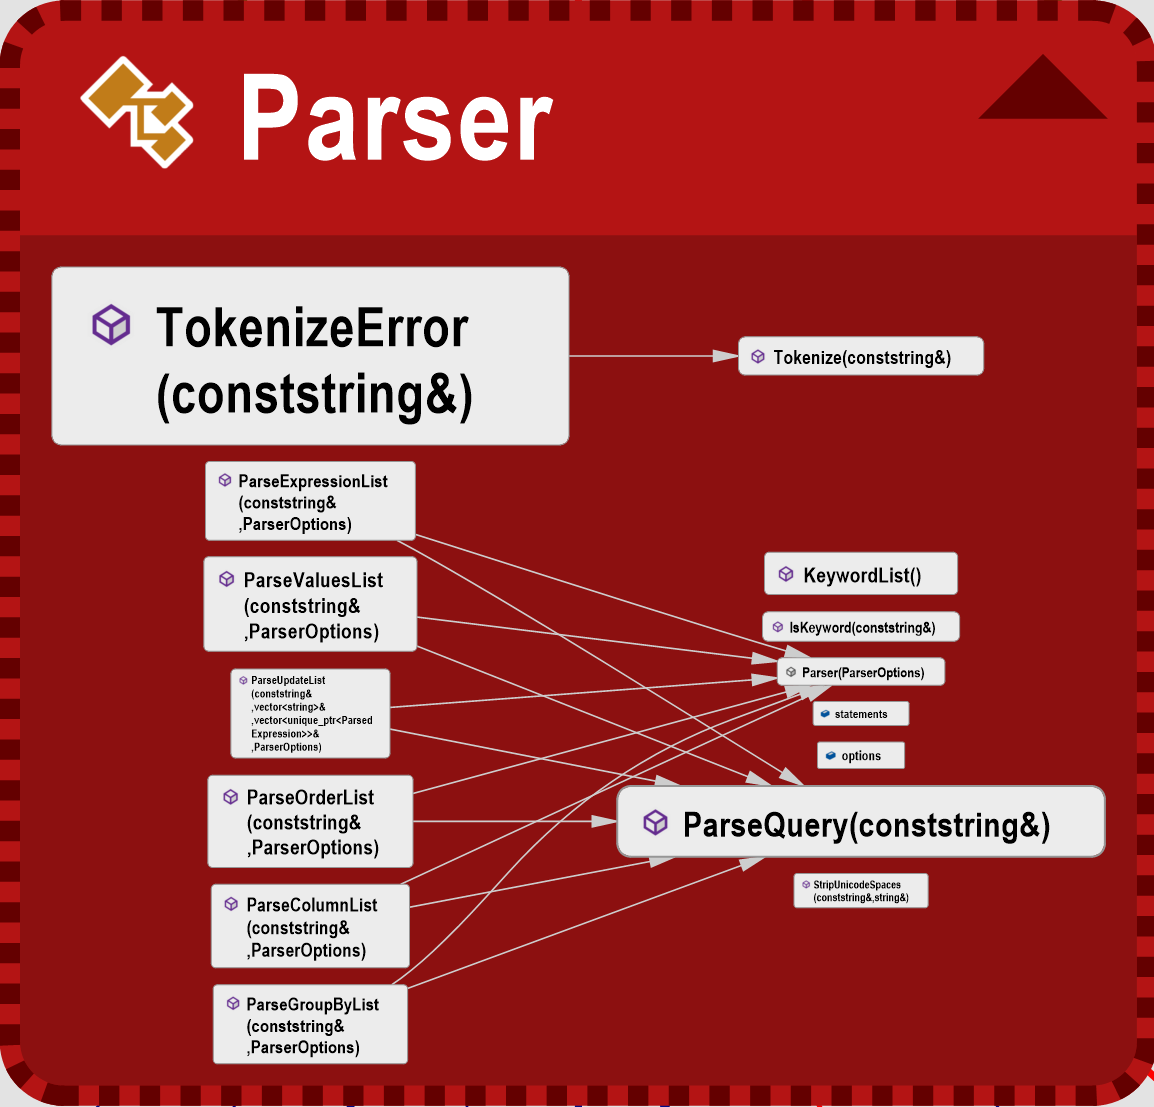 Parser
TokenizeError
(conststring&)
Tokenize(conststring&)
ParseExpressionList
(conststring&
,ParserOptions)
ParseValuesList
(conststring&
,ParserOptions)
ParseUpdateList
(conststring&
,vector<string>&
,vector<unique_ptr<Parsed
Expression>>&
,ParserOptions)
ParseOrderList
(conststring&
,ParserOptions)
ParseColumnList
(conststring&
,ParserOptions)
ParseGroupByList
(conststring&
,ParserOptions)
KeywordList()
IsKeyword(conststring&)
Parser(ParserOptions)
statements
options
ParseQuery(conststring&)
StripUnicodeSpaces
(conststring&,string&)